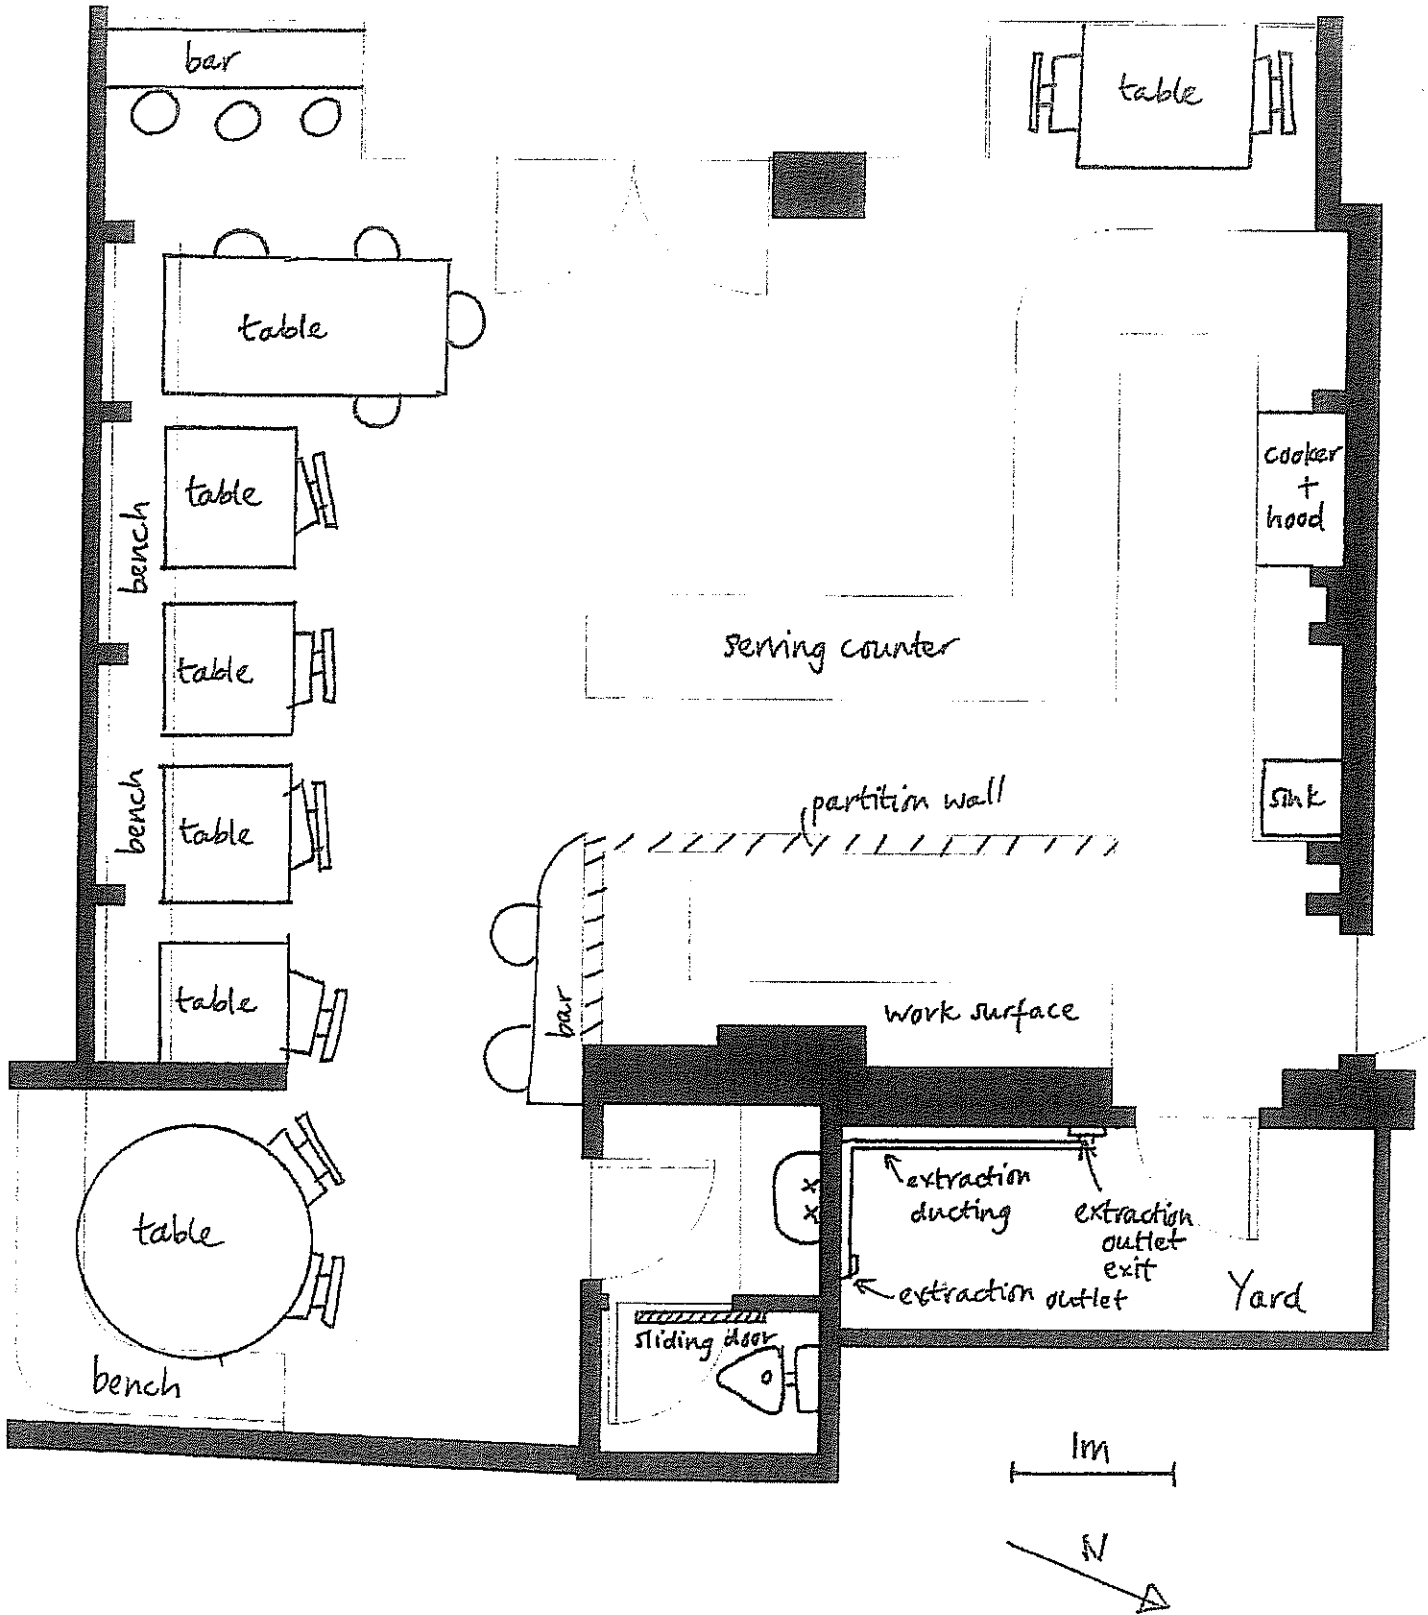 bar
table
table
table
bench
cooker
+
hood
table
serving counter
bench
table
sink
partition wall
table
bar
work surface
table
extraction
ducting
extraction
outlet
exit
extraction outlet
Yard
sliding door
bench
1m
N